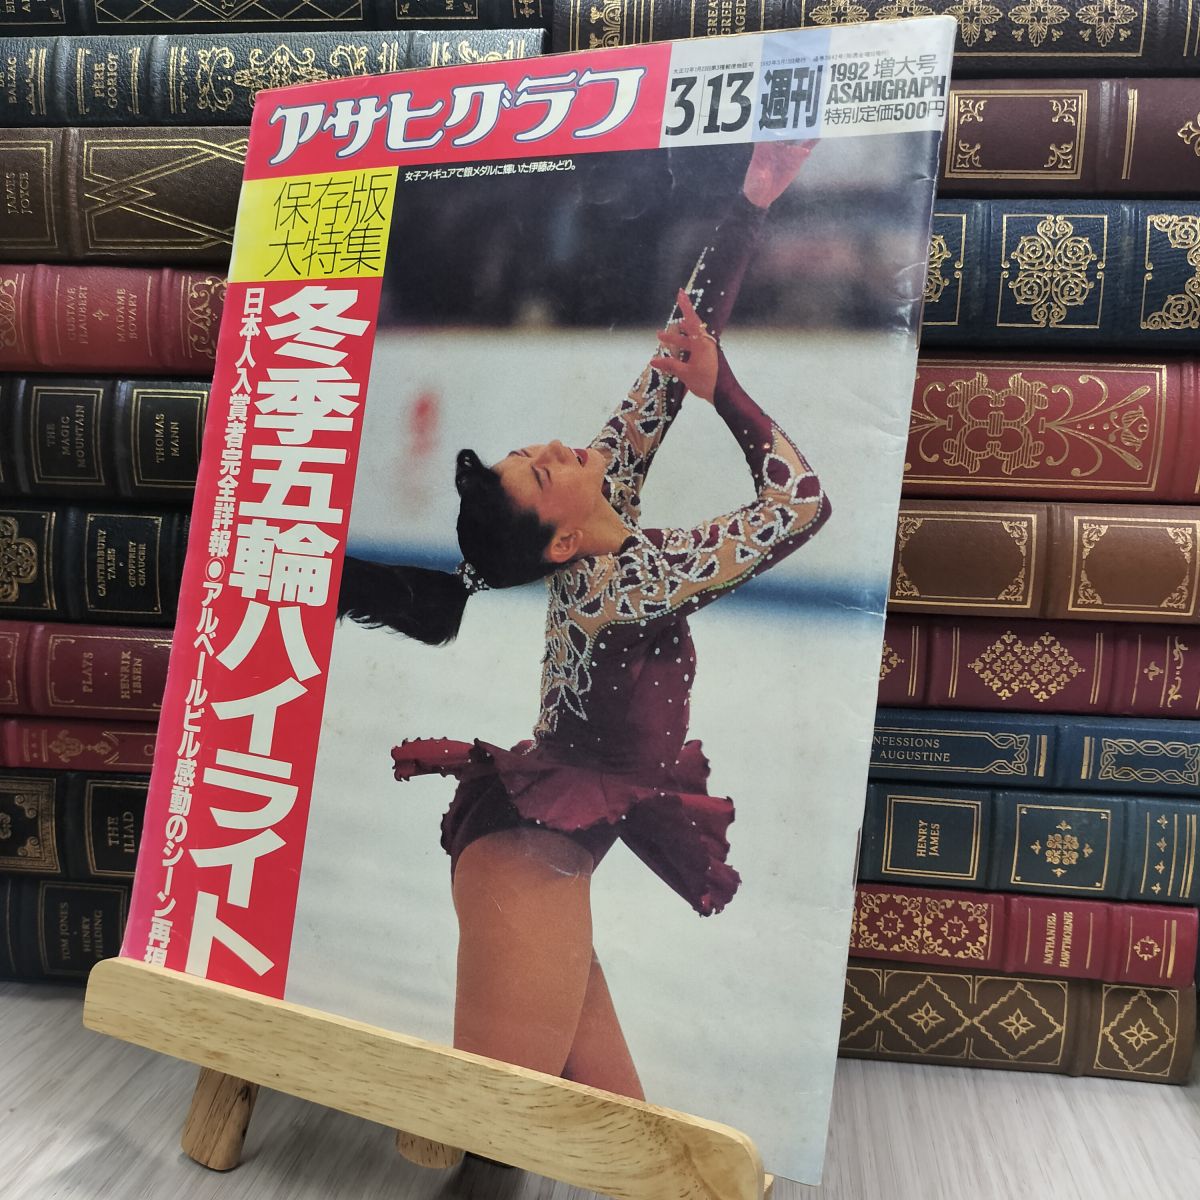 アサヒグラフ
3/13
週刊
1992 増大号
ASAHIGRAPH
特別定価500円
女子フィギュアで銀メダルに輝いた伊藤みどり。
保存版
大特集
冬季五輪ハイライト
日本人入賞者完全詳報●アルベールビル感動のシーン再現
BALZAC
JAMES
JOYCE
GUSTAVE
FLAUBERT
MADAME
BOVARY
THE
MAGIC
MOUNTAIN
THOMAS
MANN
CANTERBURY
TALES
GEOFFREY
CHAUCER
PLAYS
HENRIK
IBSEN
THE
ILIAD
TOM JONES
HENRY
FIELDING
AUGUSTINE
HENRY
JAMES
NATHANIEL
HAWTHORNE